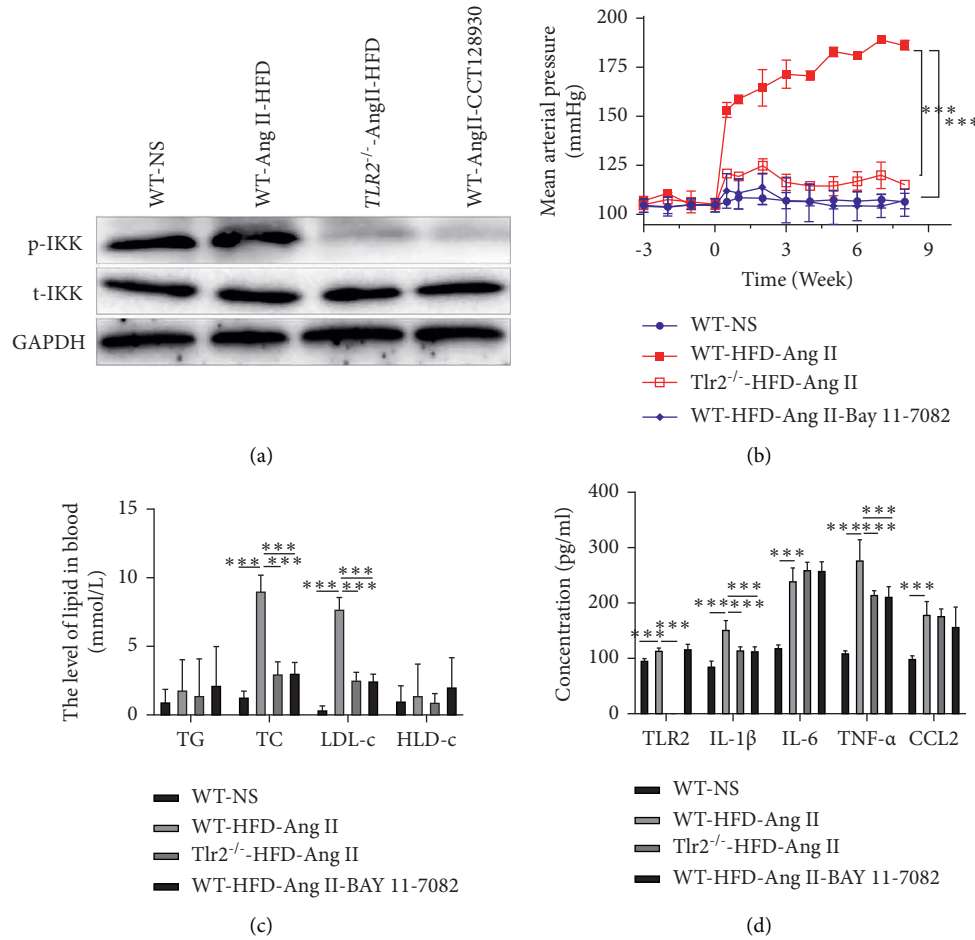 (a)
WT-NS
WT-Ang II-HFD
TLR2-/--AngII-HFD
WT-AngII-CCT128930
p-IKK
t-IKK
GAPDH
(b)
Mean arterial pressure
(mmHg)
200
175
150
125
100
-3
0
3
6
9
Time (Week)
***
***
WT-NS
WT-HFD-Ang II
Tlr2-/--HFD-Ang II
WT-HFD-Ang II-Bay 11-7082
(c)
The level of lipid in blood
(mmol/L)
15
10
5
0
***
***
***
***
***
***
TG
TC
LDL-c
HLD-c
WT-NS
WT-HFD-Ang II
Tlr2-/--HFD-Ang II
WT-HFD-Ang II-BAY 11-7082
(d)
Concentration (pg/ml)
400
300
200
100
0
***
***
***
***
***
***
***
***
***
***
TLR2
IL-1β
IL-6
TNF-α
CCL2
WT-NS
WT-HFD-Ang II
Tlr2-/--HFD-Ang II
WT-HFD-Ang II-BAY 11-7082